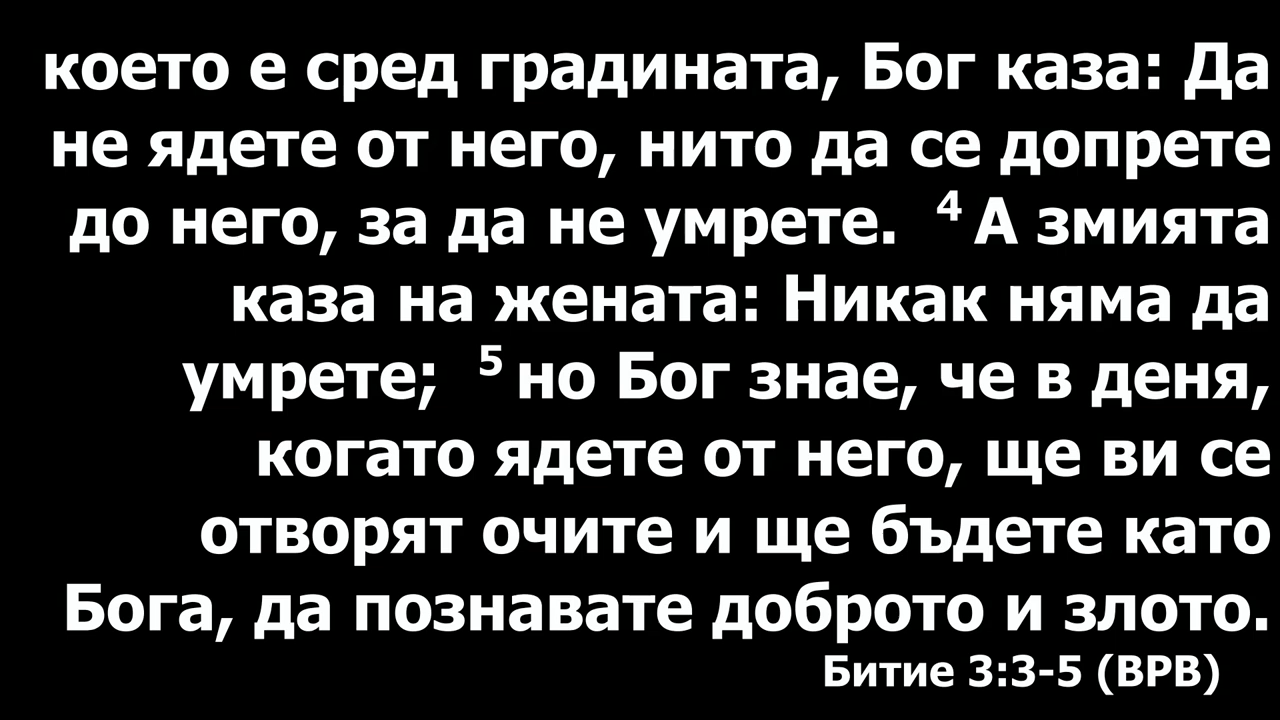 което е сред градината, Бог каза: Да
не ядете от него, нито да се допрете
до него, за да не умрете. ⁴ А змията
каза на жената: Никак няма да
умрете; ⁵ но Бог знае, че в деня,
когато ядете от него, ще ви се
отворят очите и ще бъдете като
Бога, да познавате доброто и злото.
Битие 3:3-5 (ВРВ)